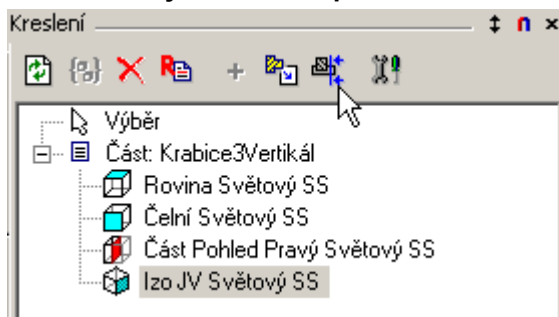 Kreslení
Výběr
Část: Krabice3Vertikál
Rovina Světový SS
Čelní Světový SS
Část Pohled Pravý Světový SS
Izo JV Světový SS